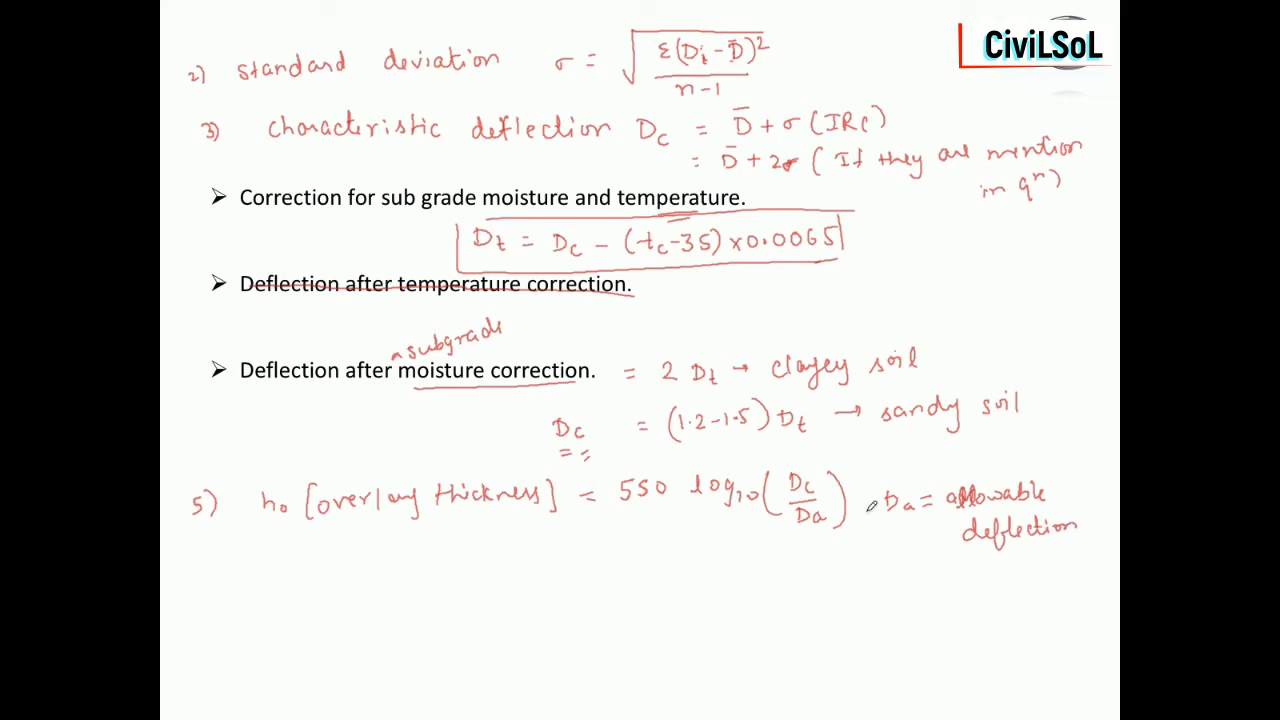 CiviLSoL
2) standard deviation σ = √(Σ(Di - D̄)² / n-1)
3) characteristic deflection Dc = D̄ + σ (IRC)
= D̄ + 2σ (If they are mention in qⁿ)
➢ Correction for sub grade moisture and temperature.
Dt = Dc - (tc-35) × 0.0065
➢ Deflection after temperature correction.
subgrade
➢ Deflection after moisture correction. = 2 Dt → clayey soil
Dc = (1.2-1.5) Dt → sandy soil
5) ho [overlay thickness] = 550 log10 (Dc/Da) Da = allowable
deflection